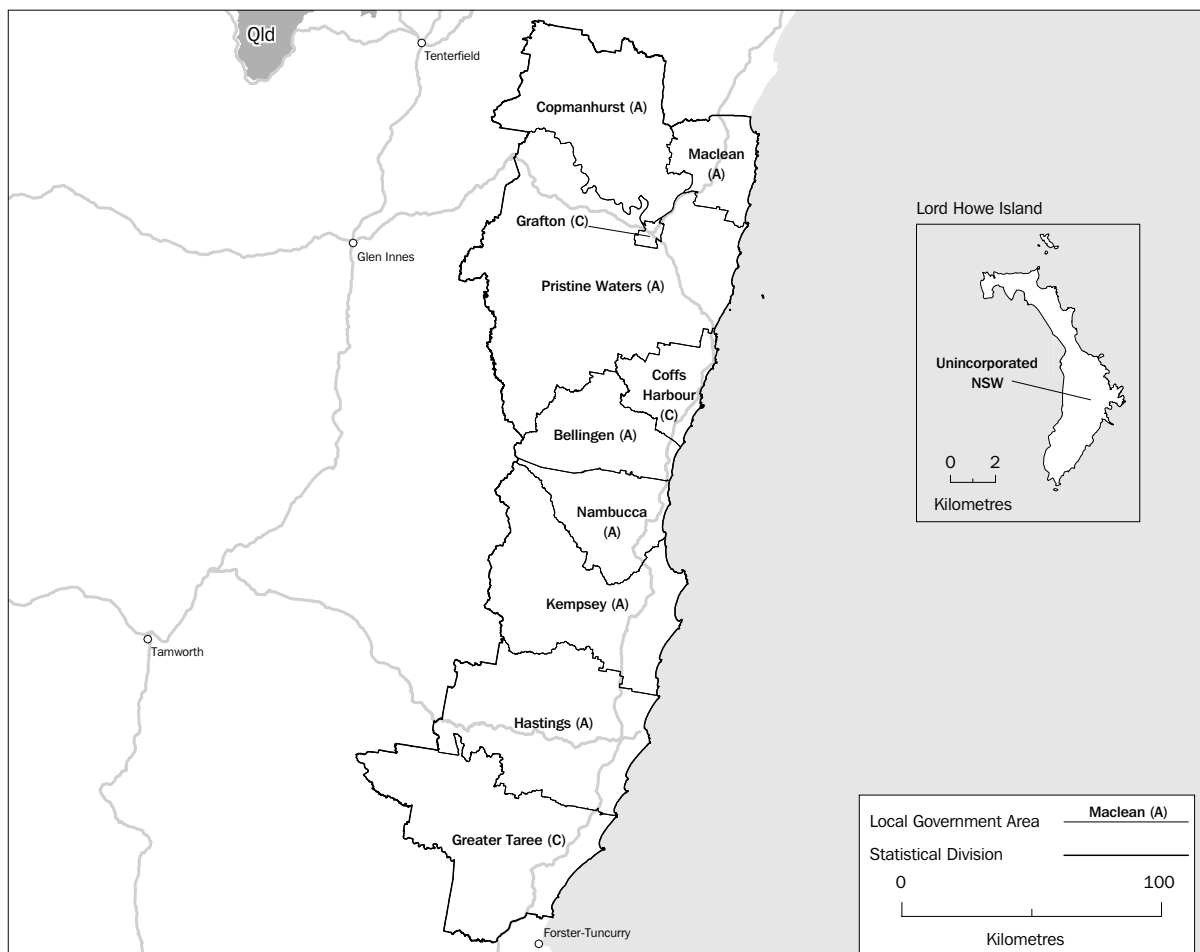 Qld
Tenterfield
Copmanhurst (A)
Maclean
(A)
Grafton (C)
Glen Innes
Pristine Waters (A)
Coffs
Harbour
(C)
Bellingen (A)
Nambucca
(A)
Kempsey (A)
Tamworth
Hastings (A)
Greater Taree (C)
Forster-Tuncurry
Lord Howe Island
Unincorporated
NSW
0 2
Kilometres
Local Government Area Maclean (A)
Statistical Division
0 100
Kilometres